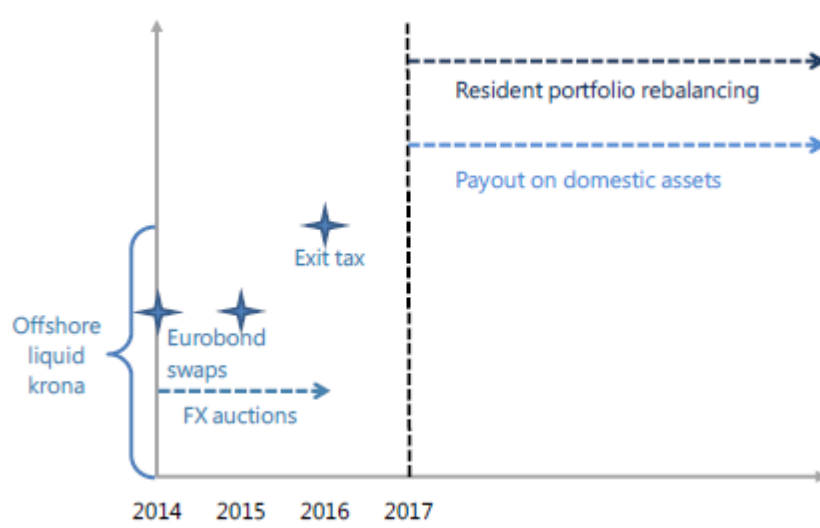 Resident portfolio rebalancing
Payout on domestic assets
Exit tax
Offshore
liquid
krona
Eurobond
swaps
FX auctions
2014 2015 2016 2017